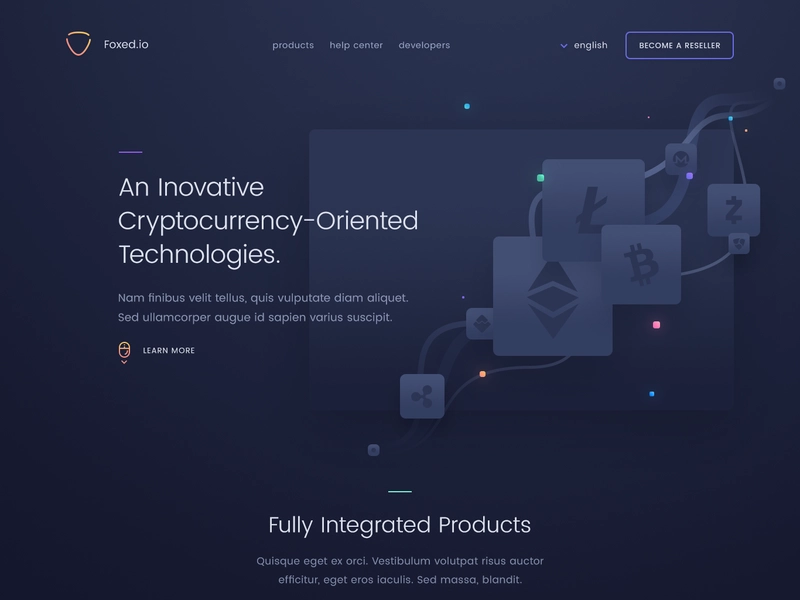 Foxed.io
products help center developers
english
BECOME A RESELLER
An Inovative
Cryptocurrency-Oriented
Technologies.
Nam finibus velit tellus, quis vulputate diam aliquet.
Sed ullamcorper augue id sapien varius suscipit.
LEARN MORE
Fully Integrated Products
Quisque eget ex orci. Vestibulum volutpat risus auctor
efficitur, eget eros iaculis. Sed massa, blandit.